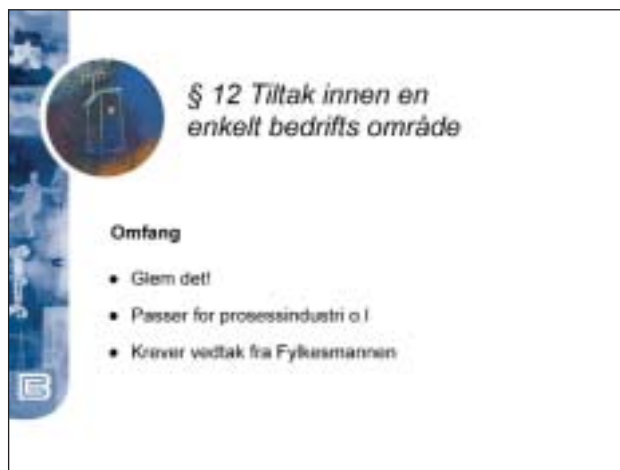 § 12 Tiltak innen en
enkelt bedrifts område
Omfang
• Glem det!
• Passer for prosessindustri o l
• Krever vedtak fra Fylkesmannen